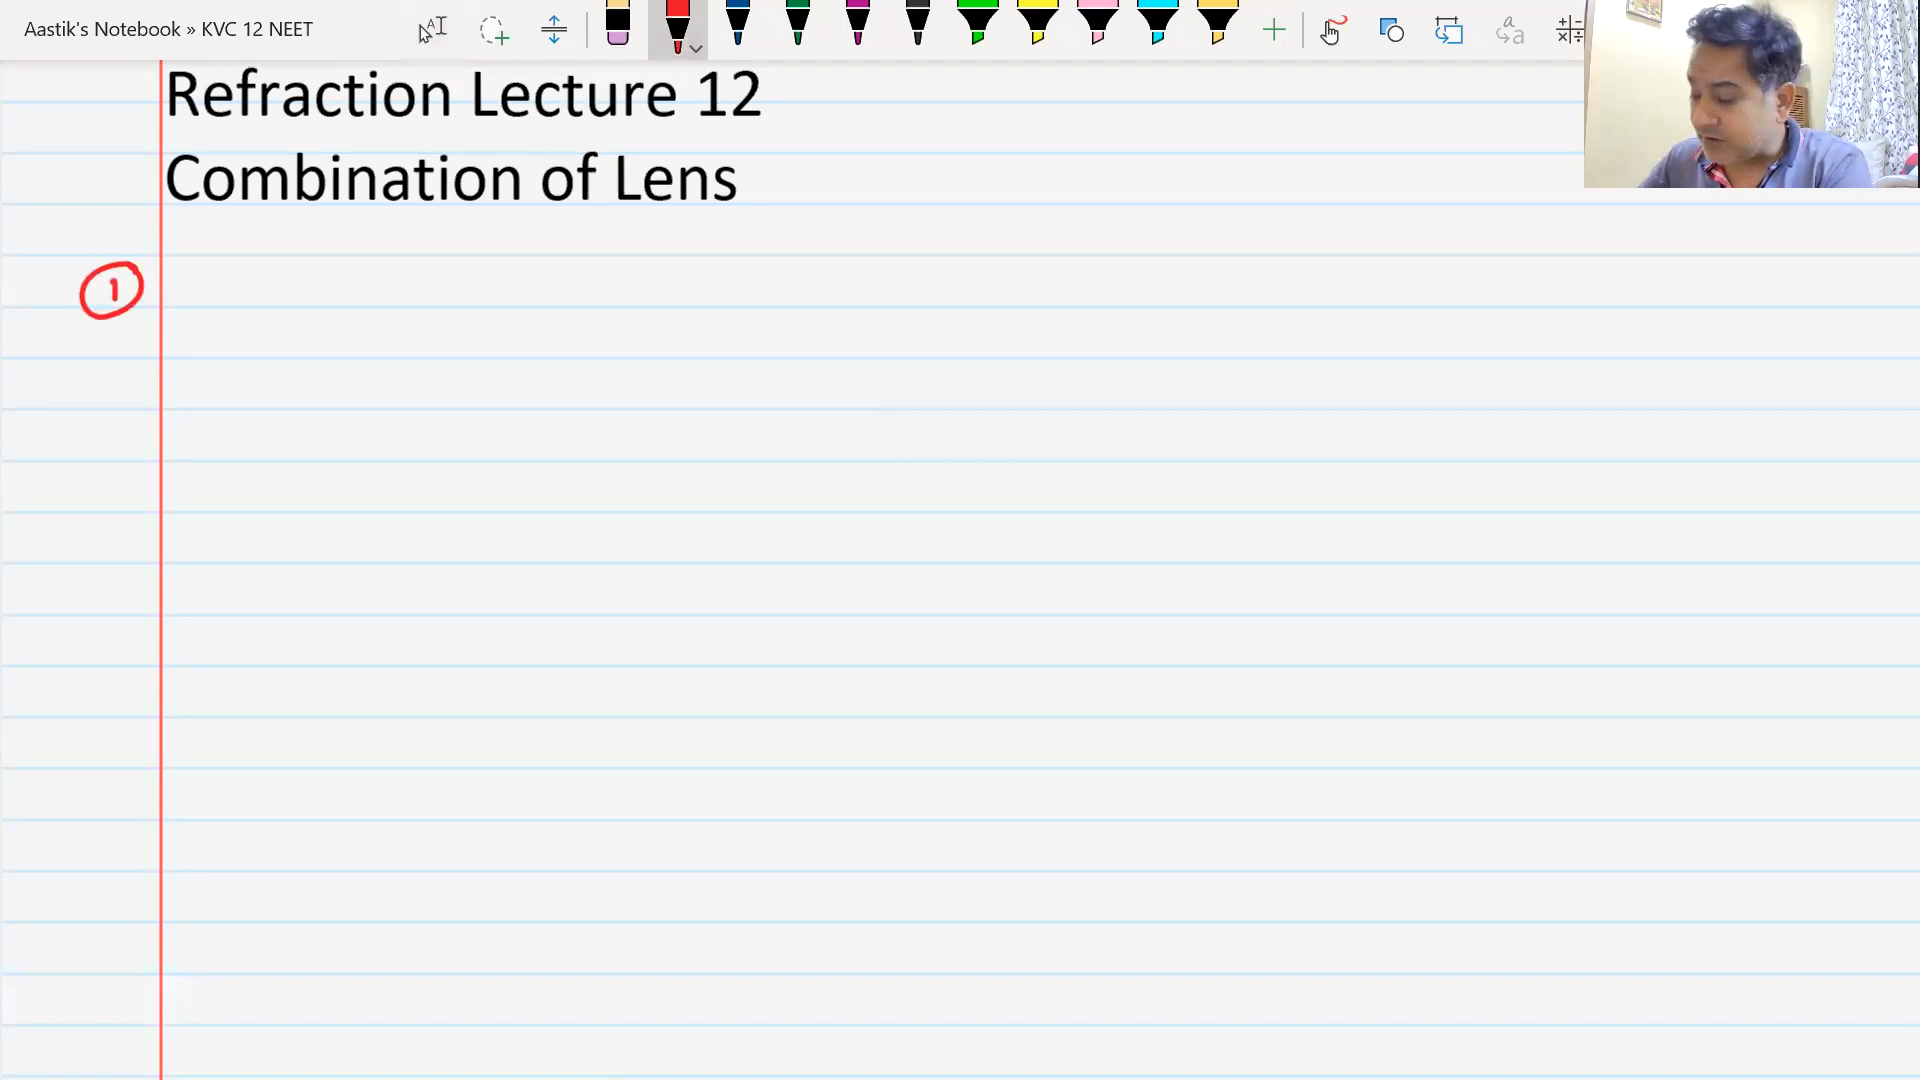 Aastik's Notebook » KVC 12 NEET
Refraction Lecture 12
Combination of Lens
1